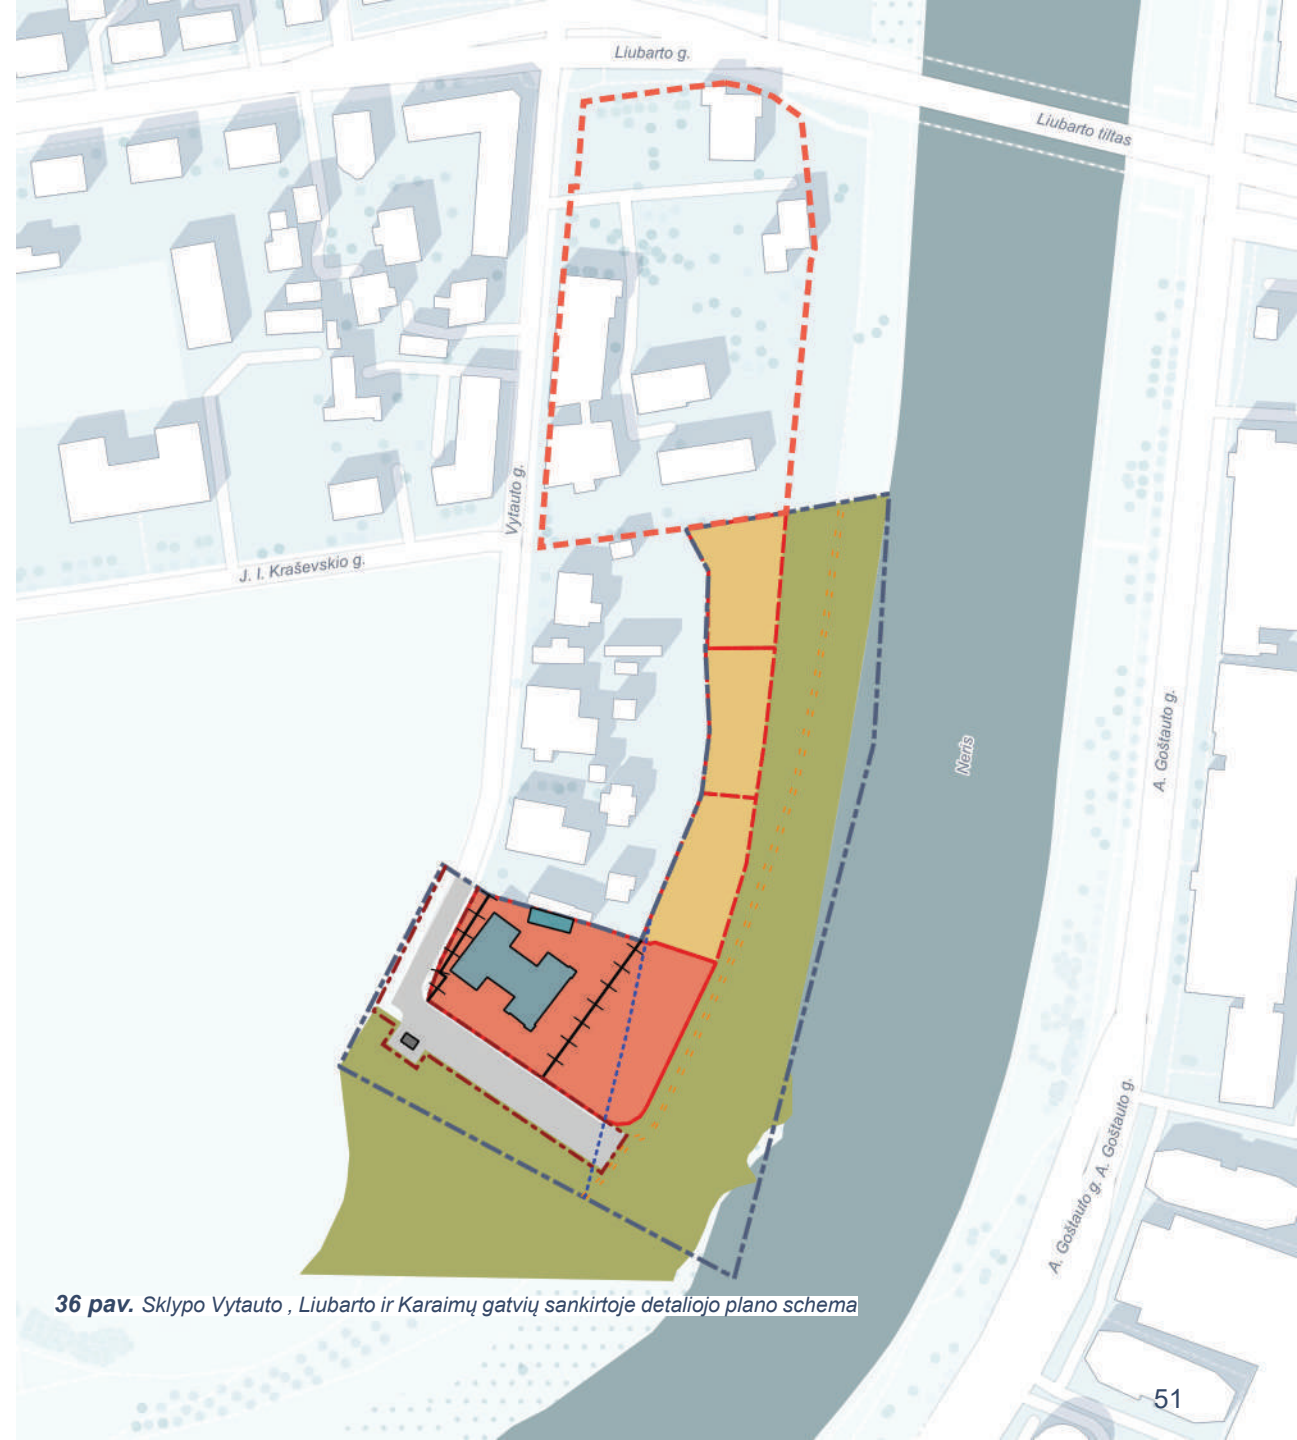 Liubarto g.
Liubarto tiltas
Vytauto g.
J. I. Kraševskio g.
A. Goštauto g.
Neris
A. Goštauto g. A. Goštauto g.
36 pav. Sklypo Vytauto , Liubarto ir Karaimų gatvių sankirtoje detaliojo plano schema
51